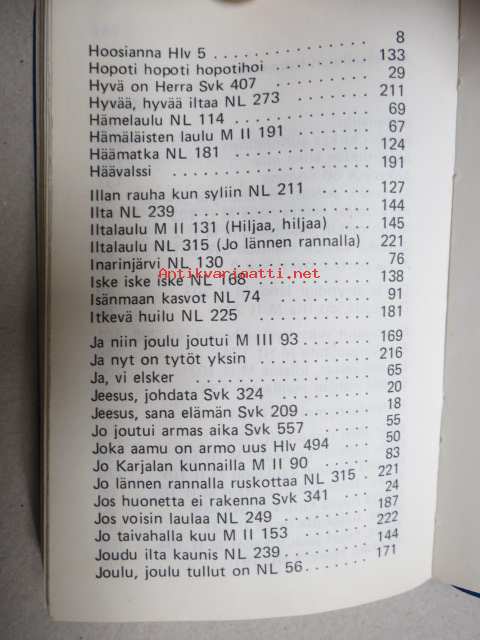 Hoosianna Hlv 5 . . . . . . . . . . . . . . . . 8
Hopoti hopoti hopotihoi . . . . . . . . . . . 133
Hyvä on Herra Svk 407 . . . . . . . . . . . . 29
Hyvää, hyvää iltaa NL 273 . . . . . . . . . . 211
Hämelaulu NL 114 . . . . . . . . . . . . . . . 69
Hämäläisten laulu M II 191 . . . . . . . . . . 67
Häämatka NL 181 . . . . . . . . . . . . . . . 124
Häävalssi . . . . . . . . . . . . . . . . . . . 191
Illan rauha kun syliin NL 211 . . . . . . . . 127
Ilta NL 239 . . . . . . . . . . . . . . . . . . 144
Iltalaulu M II 131 (Hiljaa, hiljaa) . . . . . 145
Iltalaulu NL 315 (Jo lännen rannalla) 221
Inarinjärvi NL 130 . . . . . . . . . . . . . . 76
Antikvariaatti.net
Iske iske iske NL 168 . . . . . . . . . . . . 138
Isänmaan kasvot NL 74 . . . . . . . . . . . . 91
Itkevä huilu NL 225 . . . . . . . . . . . . . 181
Ja niin joulu joutui M III 93 . . . . . . . . 169
Ja nyt on tytöt yksin . . . . . . . . . . . . 216
Ja, vi elsker . . . . . . . . . . . . . . . . . 65
Jeesus, johdata Svk 324 . . . . . . . . . . . 20
Jeesus, sana elämän Svk 209 . . . . . . . . . 18
Jo joutui armas aika Svk 557 . . . . . . . . 55
Joka aamu on armo uus Hlv 494 . . . . . . 50
Jo Karjalan kunnailla M II 90 . . . . . . . . 83
Jo lännen rannalla ruskottaa NL 315 . . 221
Jos huonetta ei rakenna Svk 341 . . . . . . 24
Jos voisin laulaa NL 249 . . . . . . . . . . . 187
Jo taivahalla kuu M II 153 . . . . . . . . . . 222
Joudu ilta kaunis NL 239 . . . . . . . . . . . 144
Joulu, joulu tullut on NL 56 . . . . . . . . . 171